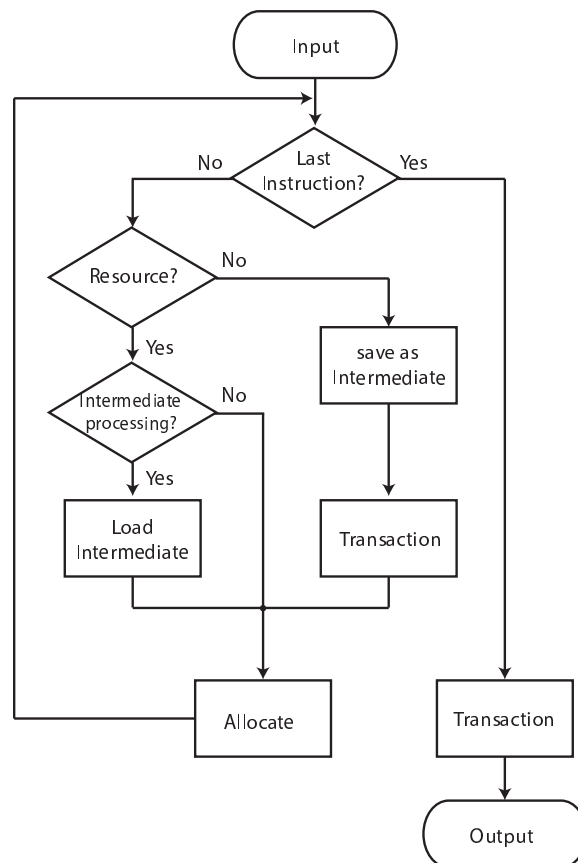 Input
No
Last
Instruction?
Yes
Resource?
No
Yes
save as
Intermediate
Intermediate
processing?
No
Yes
Load
Intermediate
Transaction
Allocate
Transaction
Output